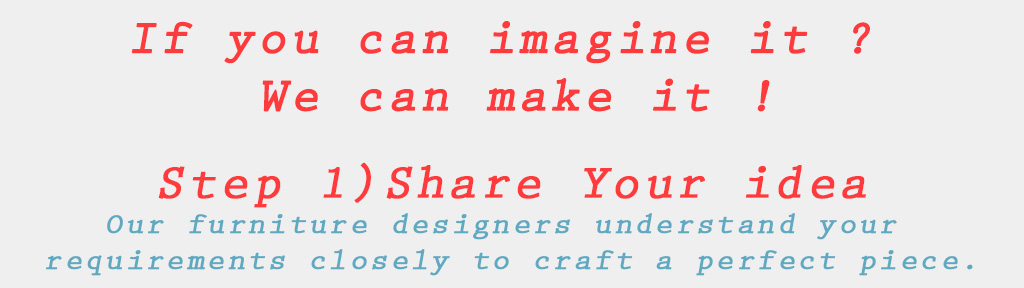 If you can imagine it ?
We can make it !
Step 1)Share Your idea
Our furniture designers understand your
requirements closely to craft a perfect piece.